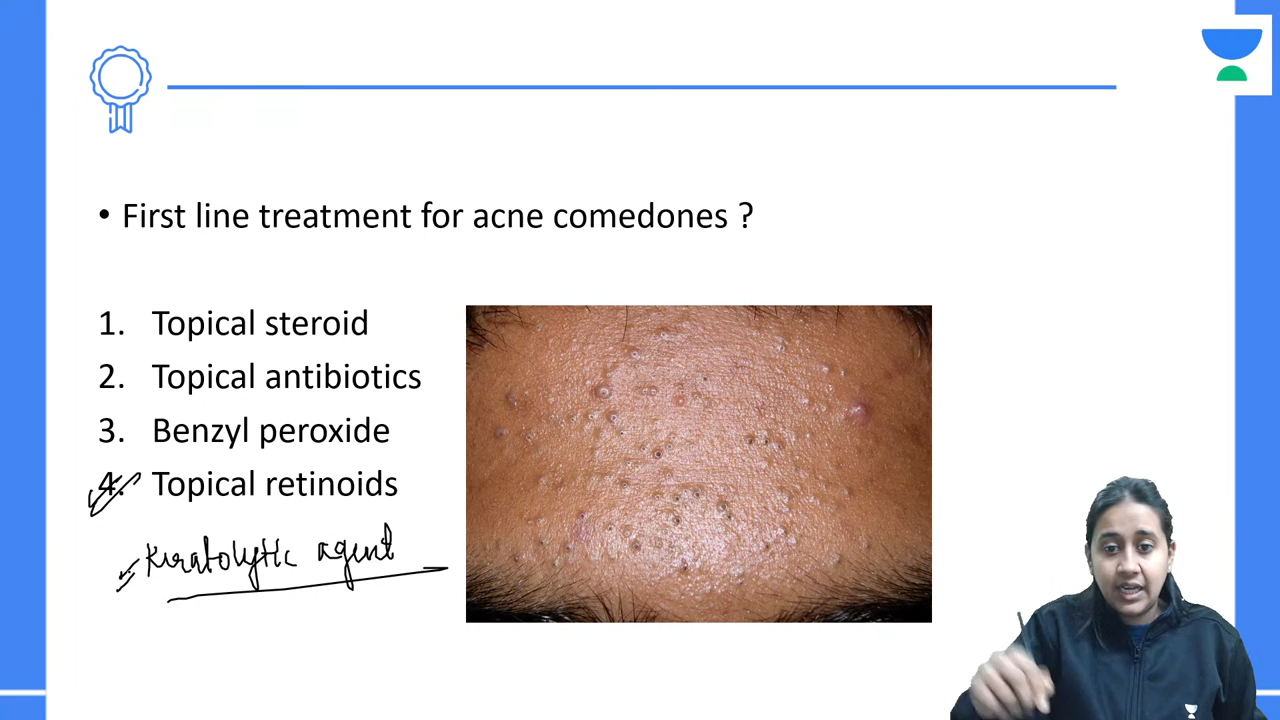 • First line treatment for acne comedones ?
1. Topical steroid
2. Topical antibiotics
3. Benzyl peroxide
4. Topical retinoids
Keratolytic agent